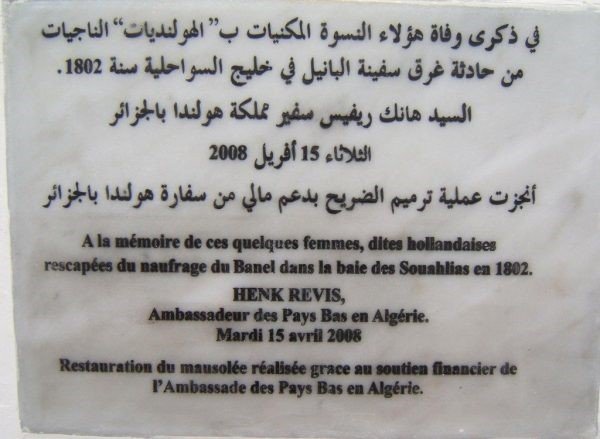 في ذكرى وفاة هؤلاء النسوة المكنيات ب"الهولنديات" الناجيات
من حادثة غرق سفينة البانيل في خليج السواحلية سنة 1802.
السيد هانك ريفيس سفير مملكة هولندا بالجزائر
الثلاثاء 15 أفريل 2008
أنجزت عملية ترميم الضريح بدعم مالي من سفارة هولندا بالجزائر
A la mémoire de ces quelques femmes, dites hollandaises
rescapées du naufrage du Banel dans la baie des Souahlias en 1802.
HENK REVIS,
Ambassadeur des Pays Bas en Algérie.
Mardi 15 avril 2008
Restauration du mausolée réalisée grace au soutien financier de
l'Ambassade des Pays Bas en Algérie.